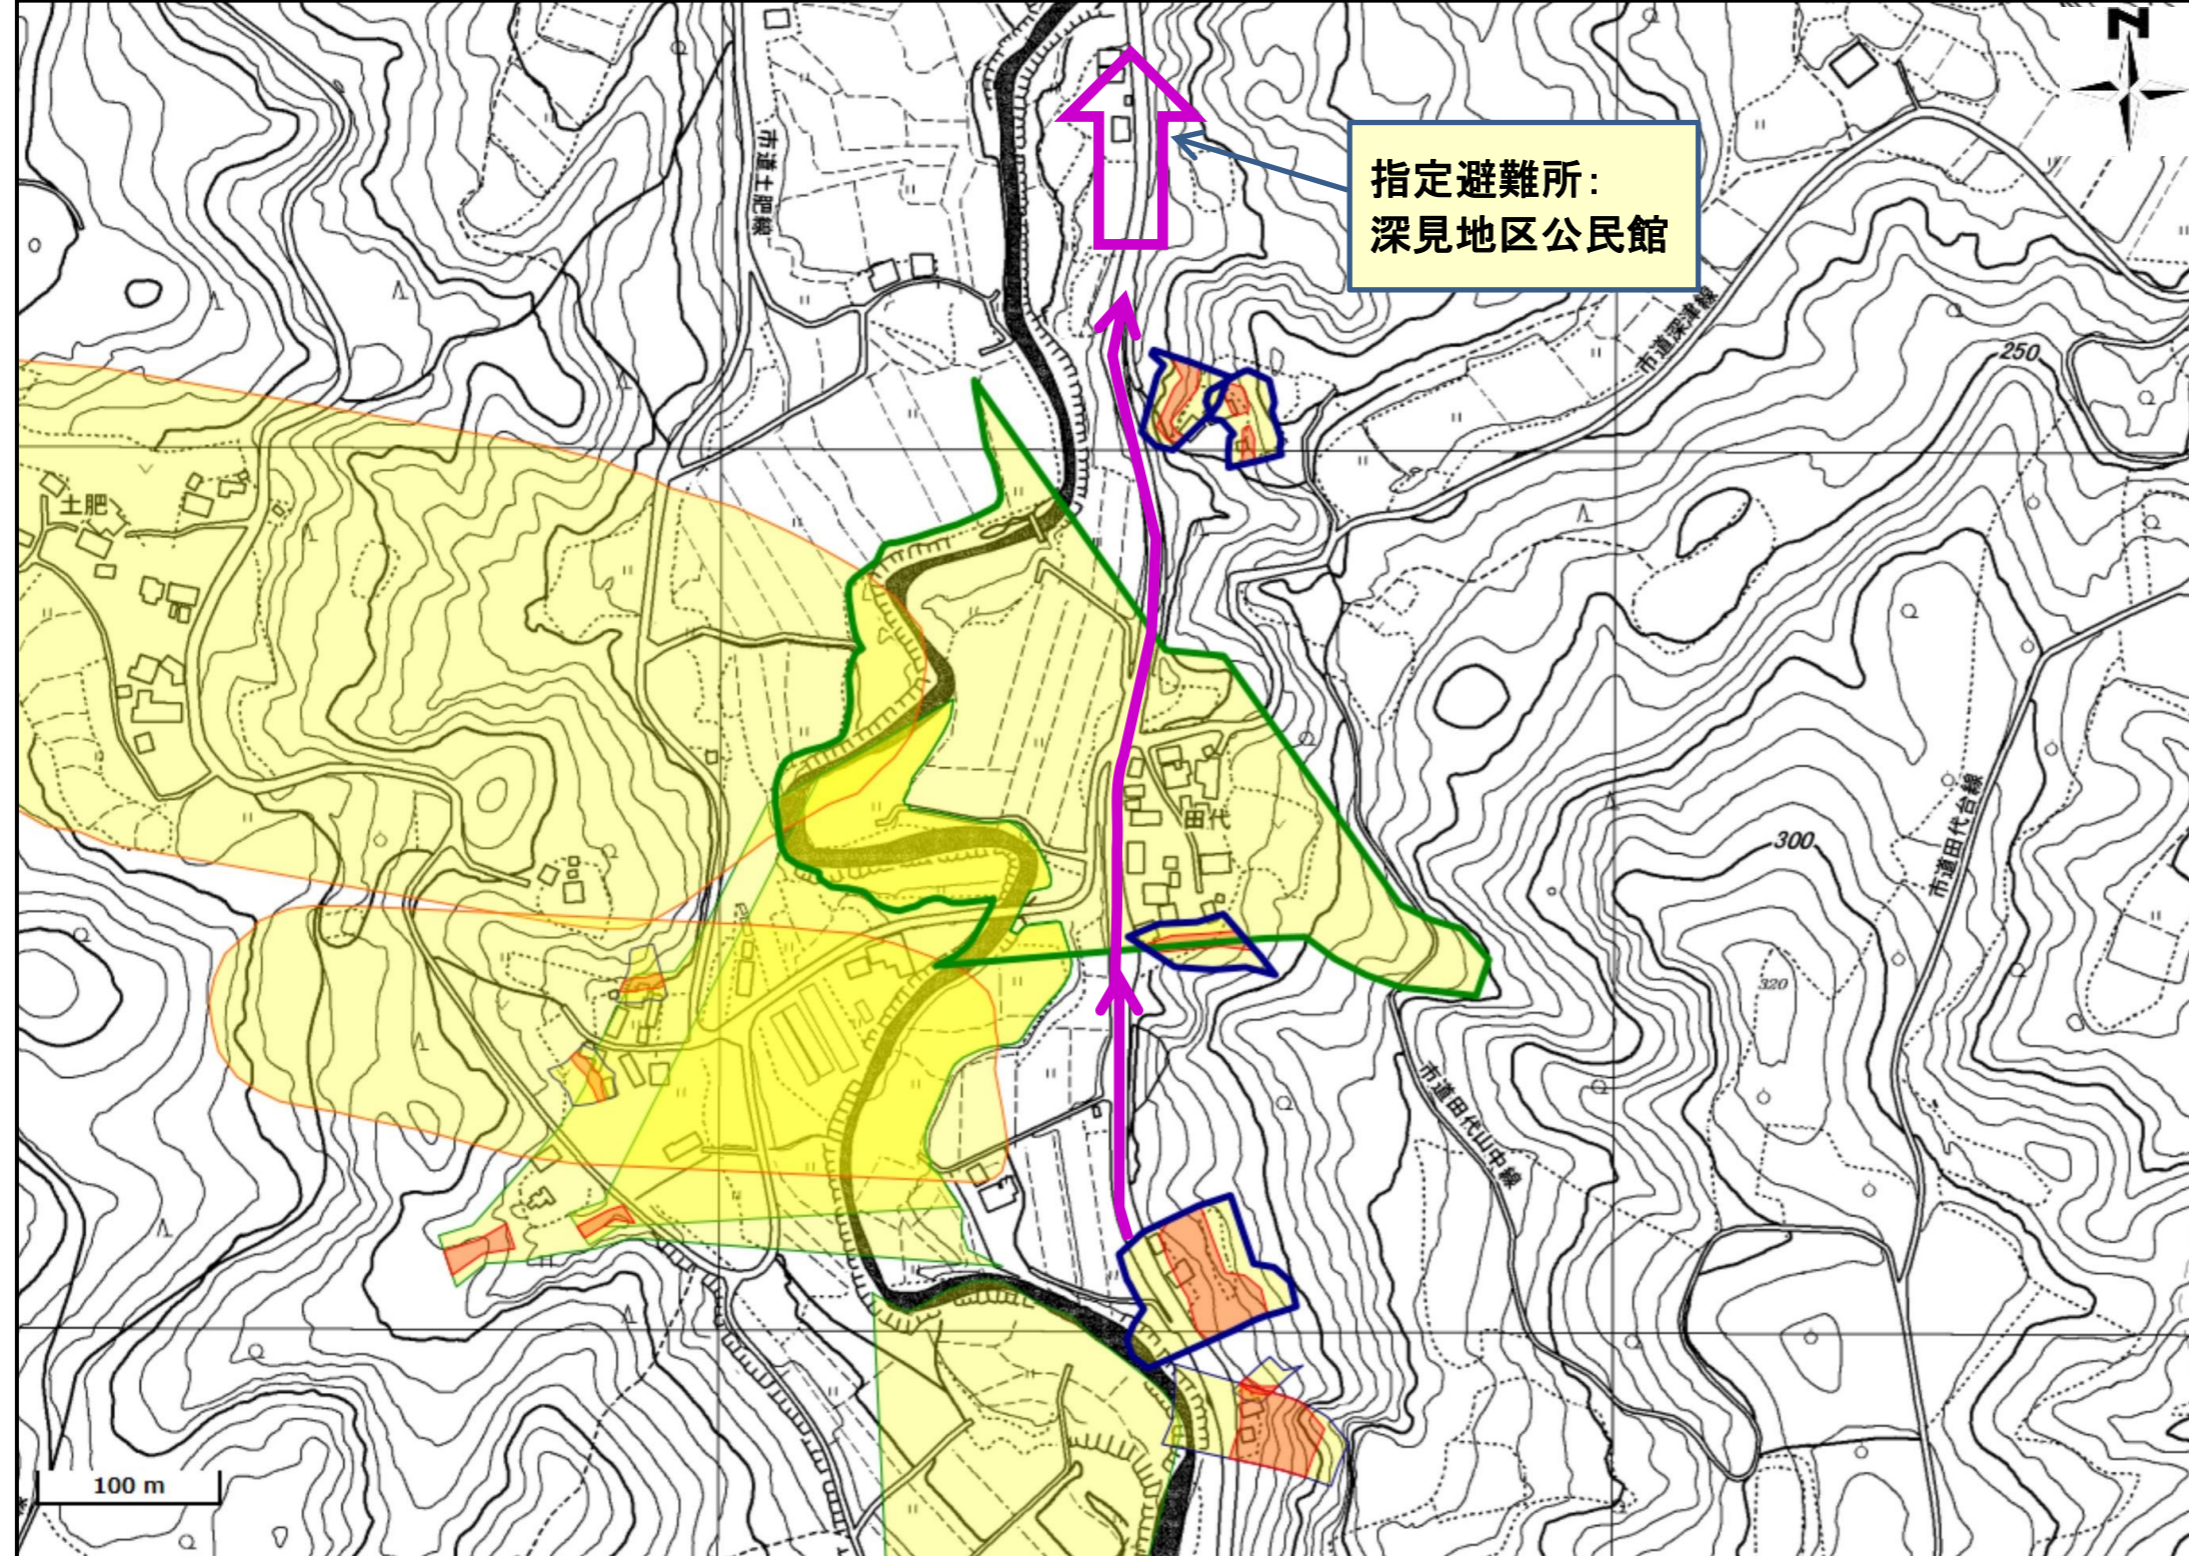 N
市道土肥線
指定避難所：
深見地区公民館
市道深津線
250
土肥
田代
300
市道田代台線
320
市道田代山中線
100 m